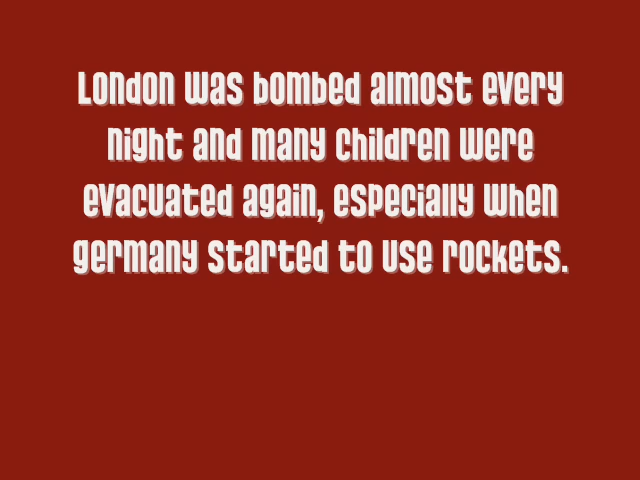 London was bombed almost every
night and many children were
evacuated again, especially when
germany started to use rockets.